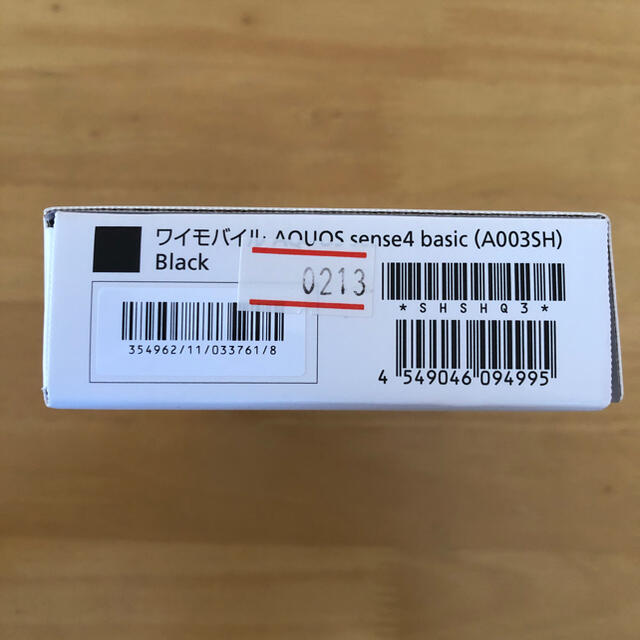 ワイモバイル AQUOS sense4 basic (A003SH)
Black
0213
*SHSHQ3*
354962/11/033761/8
4 549046 094995